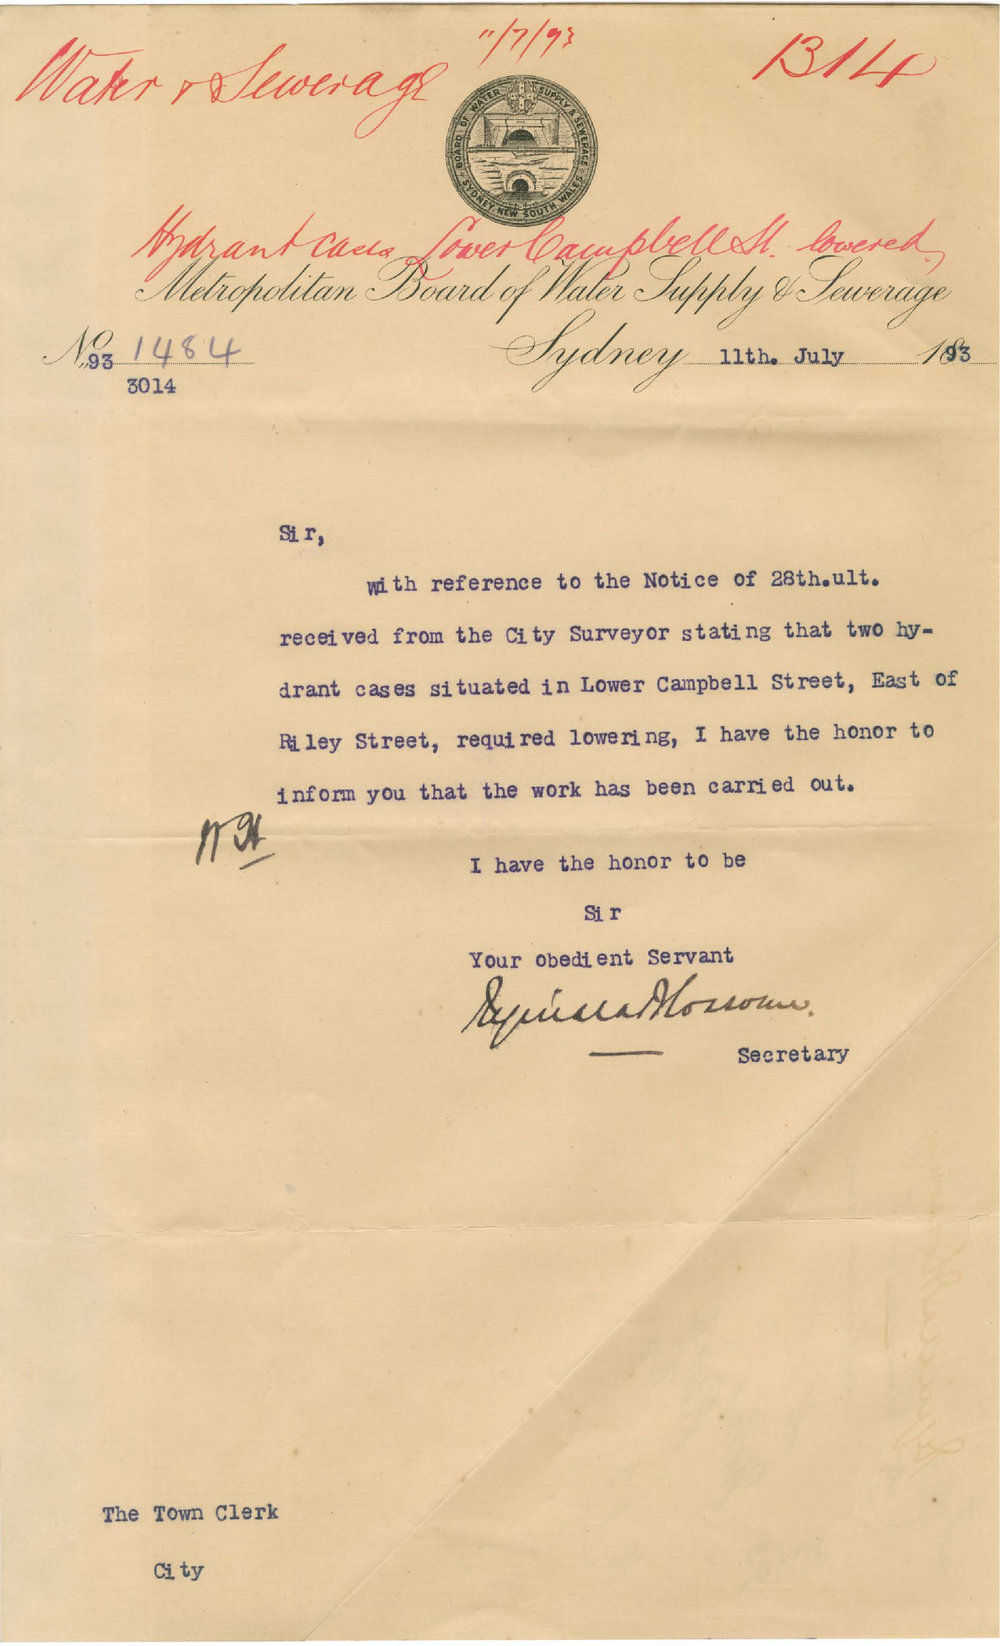 11/7/93
Water & Sewerage
1314
BOARD OF WATER SUPPLY & SEWERAGE
SYDNEY NEW SOUTH WALES
Hydrant cases Lower Campbell St. lowered,
Metropolitan Board of Water Supply & Sewerage
No. 93 1484
3014
Sydney 11th. July 1893
Sir,
With reference to the Notice of 28th.ult.
received from the City Surveyor stating that two hy-
drant cases situated in Lower Campbell Street, East of
Riley Street, required lowering, I have the honor to
inform you that the work has been carried out.
I have the honor to be
Sir
Your obedient Servant
Secretary
The Town Clerk
City